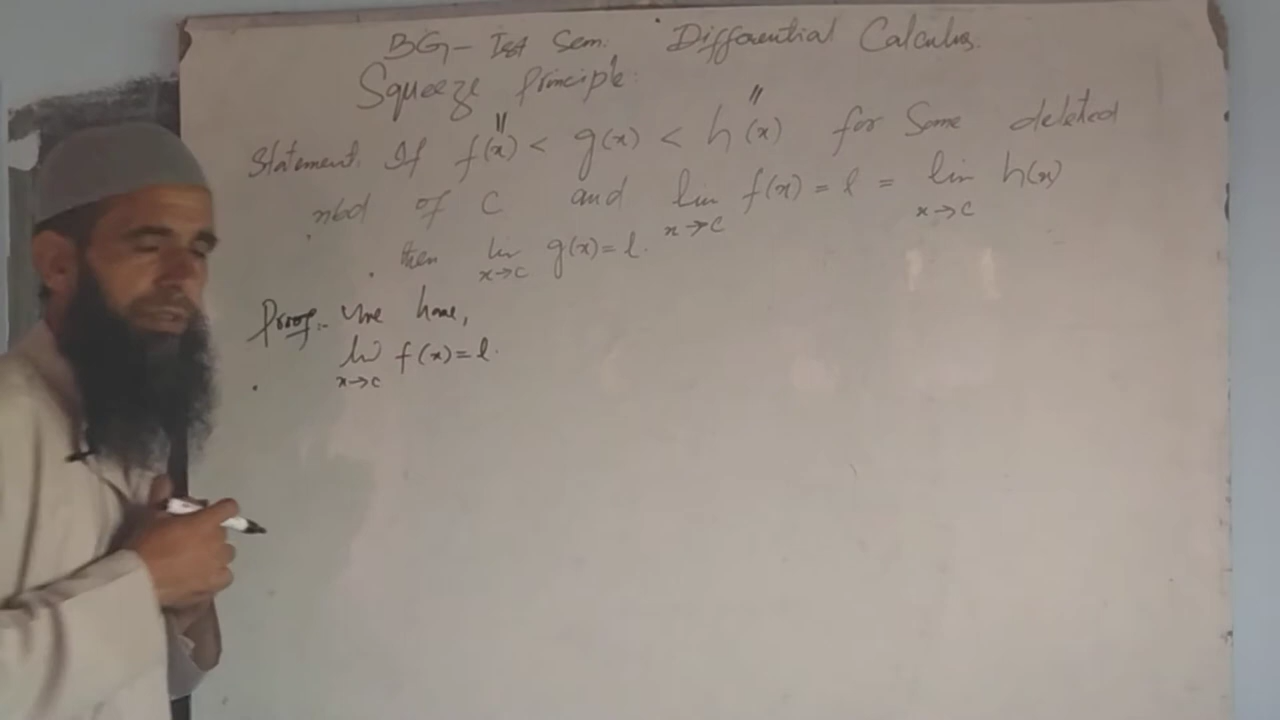 BG- Ist Sem. Differential Calculus.
Squeeze Principle:
Statement. If f(x) < g(x) < h(x) for Some deleted
nbd of C and lim f(x) = l = lim h(x)
x→c x→c
then lim g(x) = l.
x→c
Proof:- We have,
lim f(x) = l.
x→c